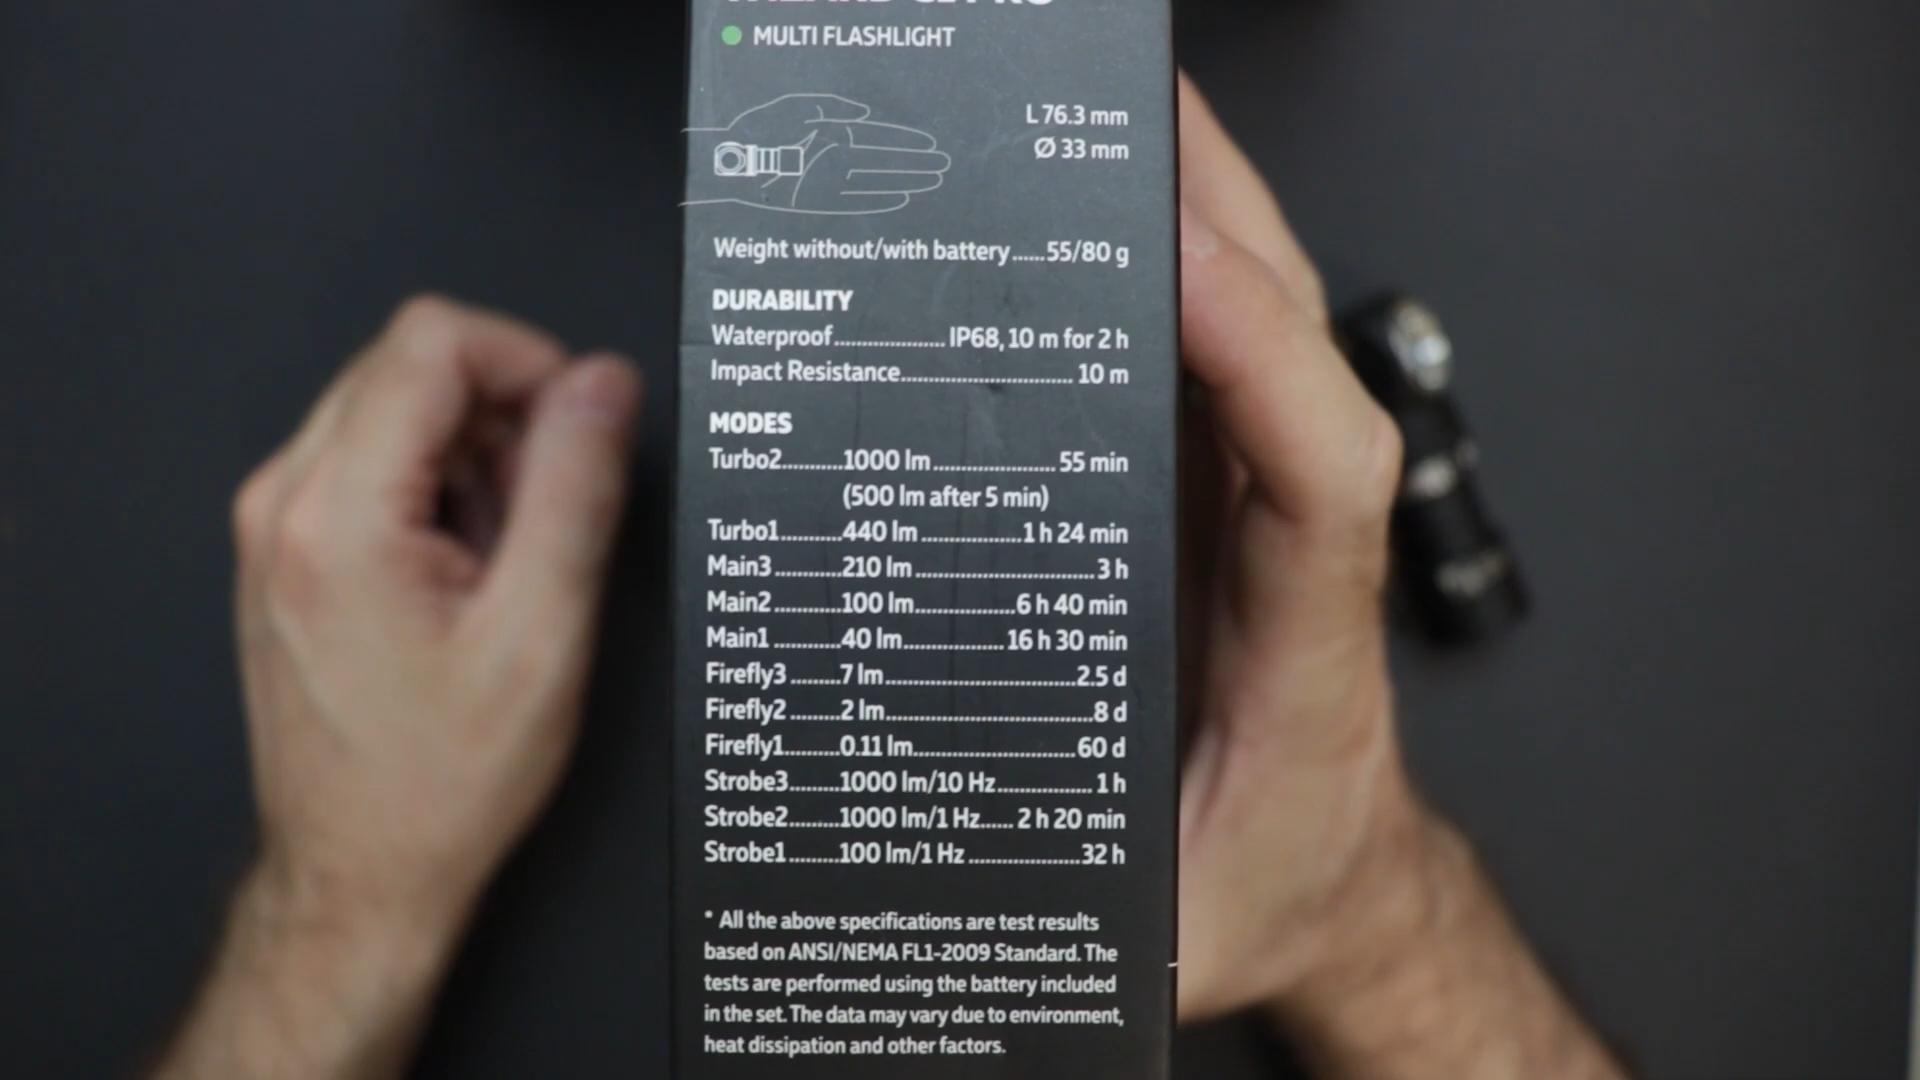 MULTI FLASHLIGHT
L 76.3 mm
Ø 33 mm
Weight without/with battery......55/80 g
DURABILITY
Waterproof..................... IP68, 10 m for 2 h
Impact Resistance................................ 10 m
MODES
Turbo2...........1000 lm...................... 55 min
(500 lm after 5 min)
Turbo1...........440 lm ..................1 h 24 min
Main3 ............210 lm ................................. 3 h
Main2 ............100 lm..................6 h 40 min
Main1 ............40 lm.................. 16 h 30 min
Firefly3 .........7 lm...................................2.5 d
Firefly2 .........2 lm......................................8 d
Firefly1..........0.11 lm..............................60 d
Strobe3.........1000 lm/10 Hz................. 1 h
Strobe2.........1000 lm/1 Hz...... 2 h 20 min
Strobe1.........100 lm/1 Hz ....................32 h
* All the above specifications are test results
based on ANSI/NEMA FL1-2009 Standard. The
tests are performed using the battery included
in the set. The data may vary due to environment,
heat dissipation and other factors.